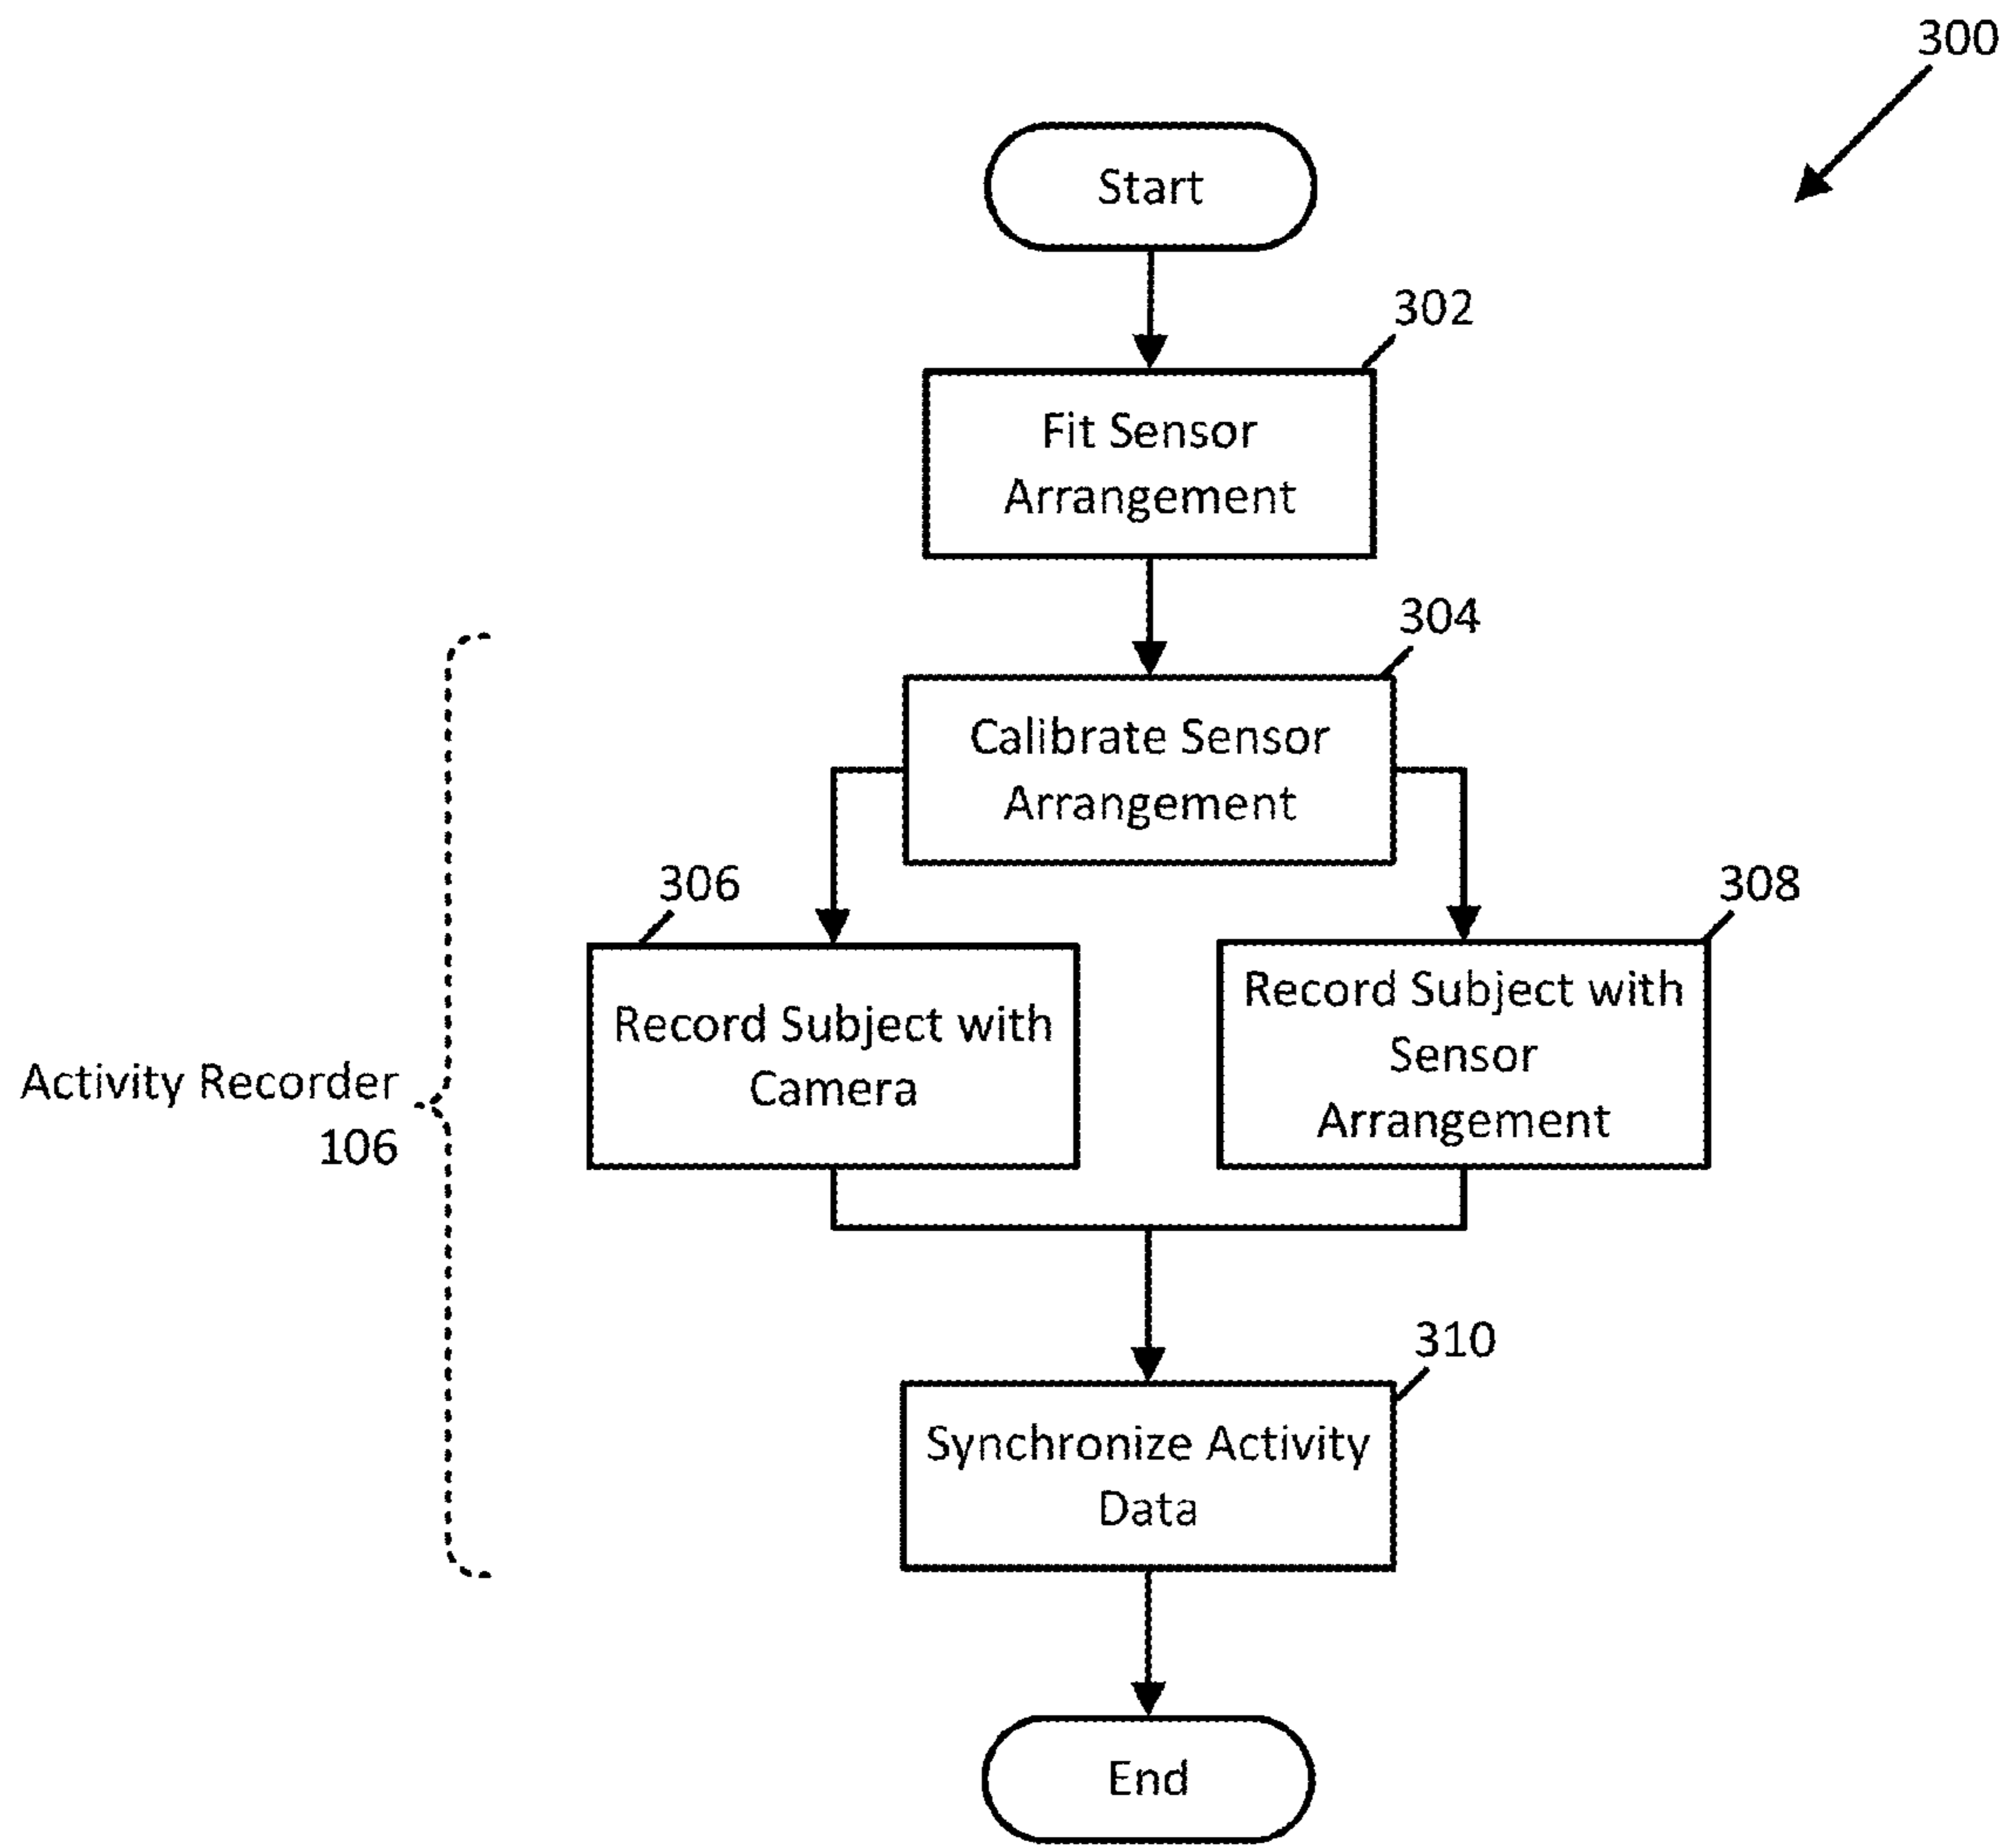 300
Start
302
Fit Sensor
Arrangement
304
Calibrate Sensor
Arrangement
306
308
Record Subject with
Camera
Record Subject with
Sensor
Arrangement
Activity Recorder
106
310
Synchronize Activity
Data
End